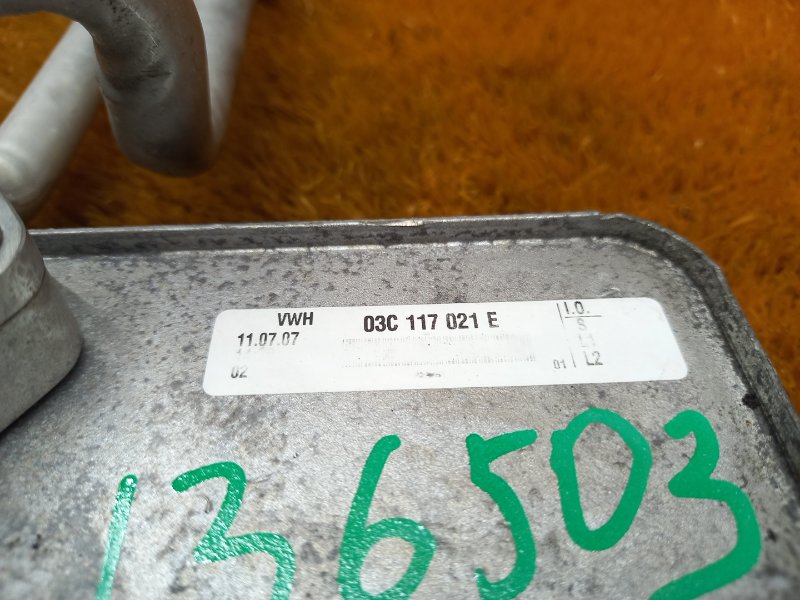 VWH 03C 117 021 E I.O.
11.07.07 S
L1
02 01 L2
136503